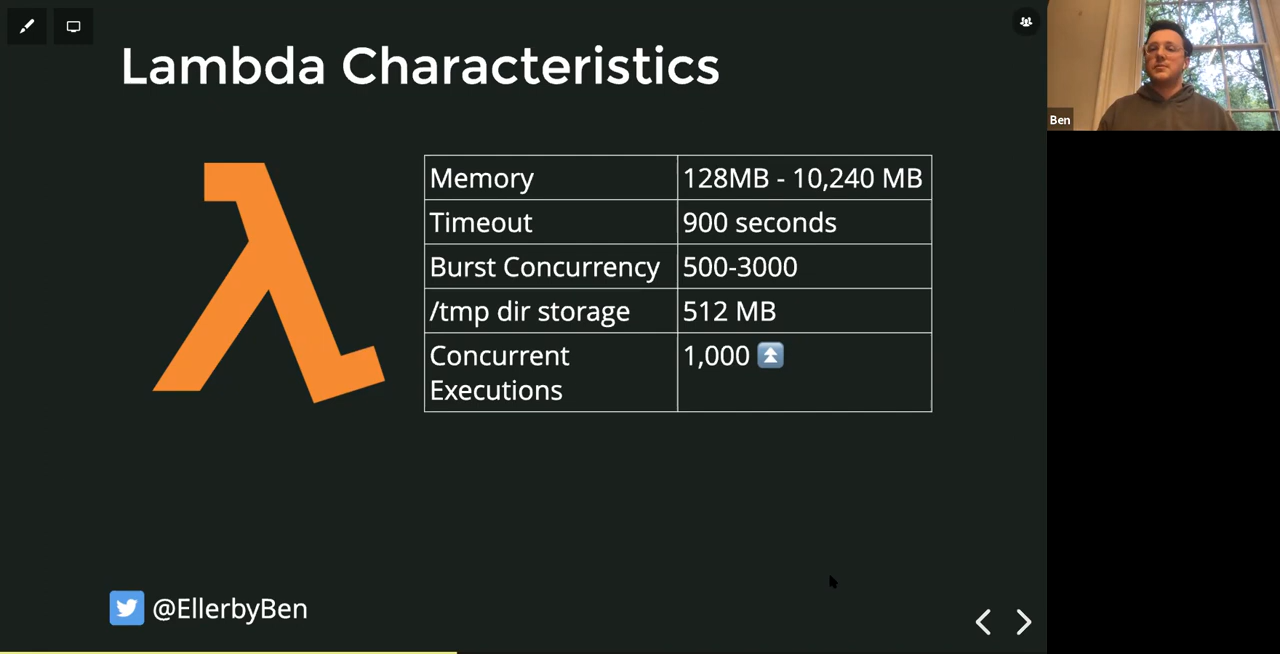 Lambda Characteristics
Memory 128MB - 10,240 MB
Timeout 900 seconds
Burst Concurrency 500-3000
/tmp dir storage 512 MB
Concurrent 1,000 ⏫
Executions
@EllerbyBen
Ben